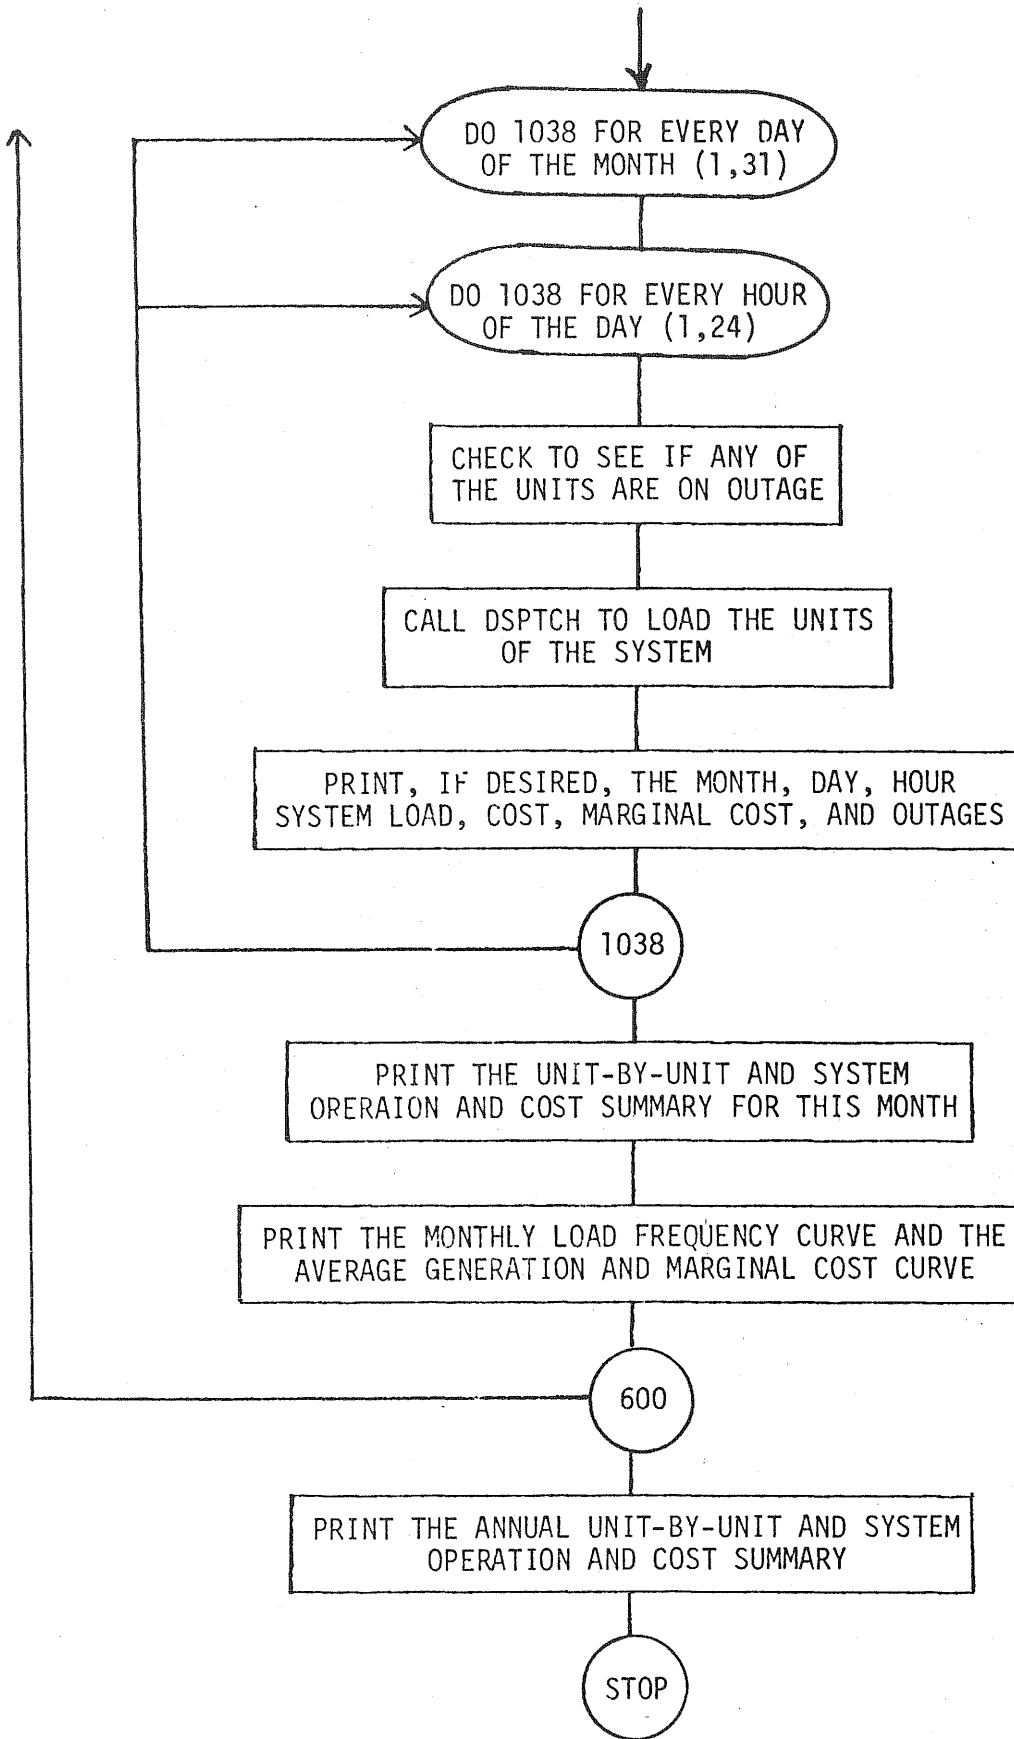 DO 1038 FOR EVERY DAY
OF THE MONTH (1,31)
DO 1038 FOR EVERY HOUR
OF THE DAY (1,24)
CHECK TO SEE IF ANY OF
THE UNITS ARE ON OUTAGE
CALL DSPTCH TO LOAD THE UNITS
OF THE SYSTEM
PRINT, IF DESIRED, THE MONTH, DAY, HOUR
SYSTEM LOAD, COST, MARGINAL COST, AND OUTAGES
1038
PRINT THE UNIT-BY-UNIT AND SYSTEM
OPERAION AND COST SUMMARY FOR THIS MONTH
PRINT THE MONTHLY LOAD FREQUENCY CURVE AND THE
AVERAGE GENERATION AND MARGINAL COST CURVE
600
PRINT THE ANNUAL UNIT-BY-UNIT AND SYSTEM
OPERATION AND COST SUMMARY
STOP